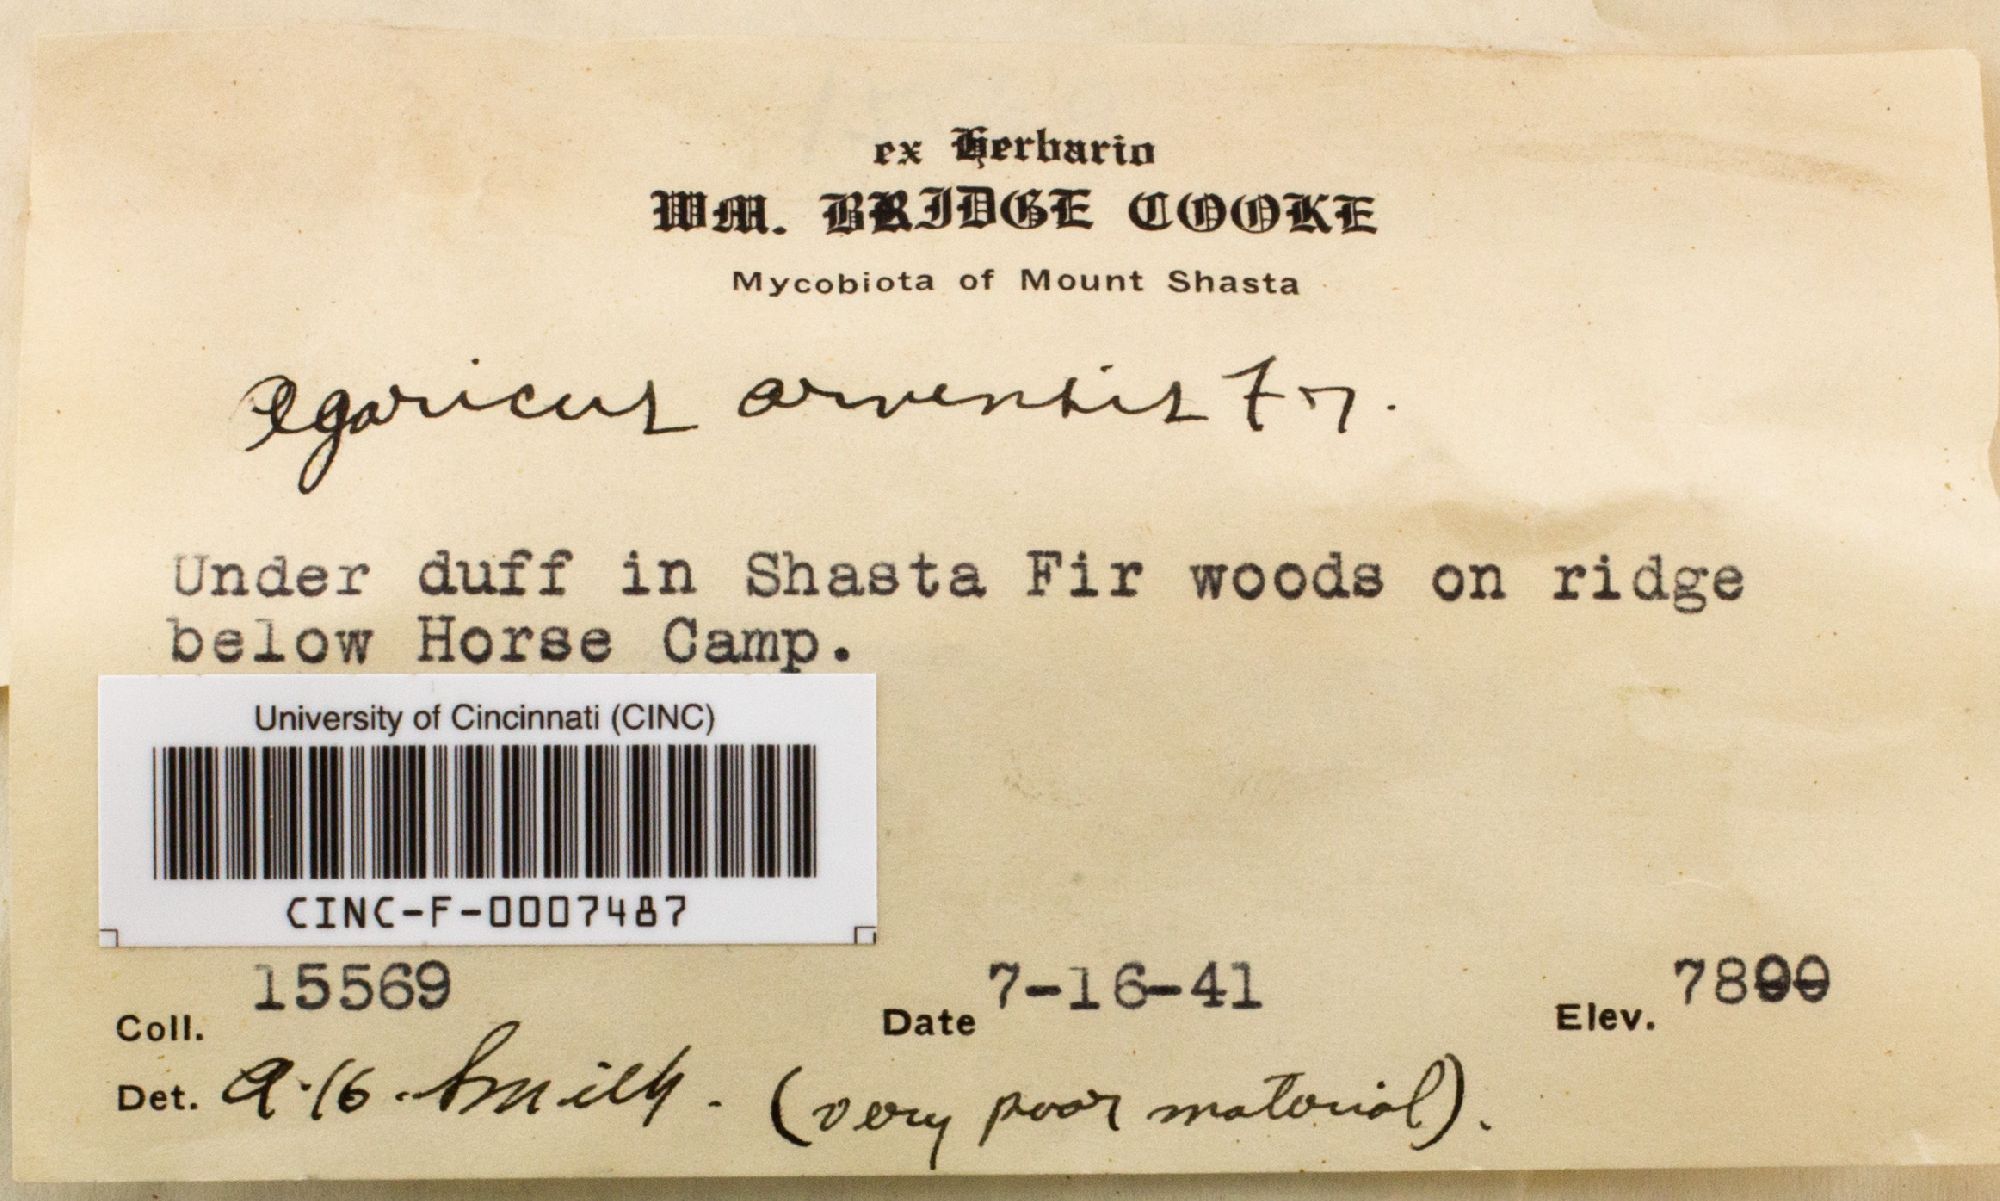 ex Herbario
WM. BRIDGE COOKE
Mycobiota of Mount Shasta
Agaricus arvensis Fr.
Under duff in Shasta Fir woods on ridge
below Horse Camp.
University of Cincinnati (CINC)
CINC-F-0007487
Coll. 15569 Date 7-16-41 Elev. 7800
Det. A.H. Smith. (very poor material).